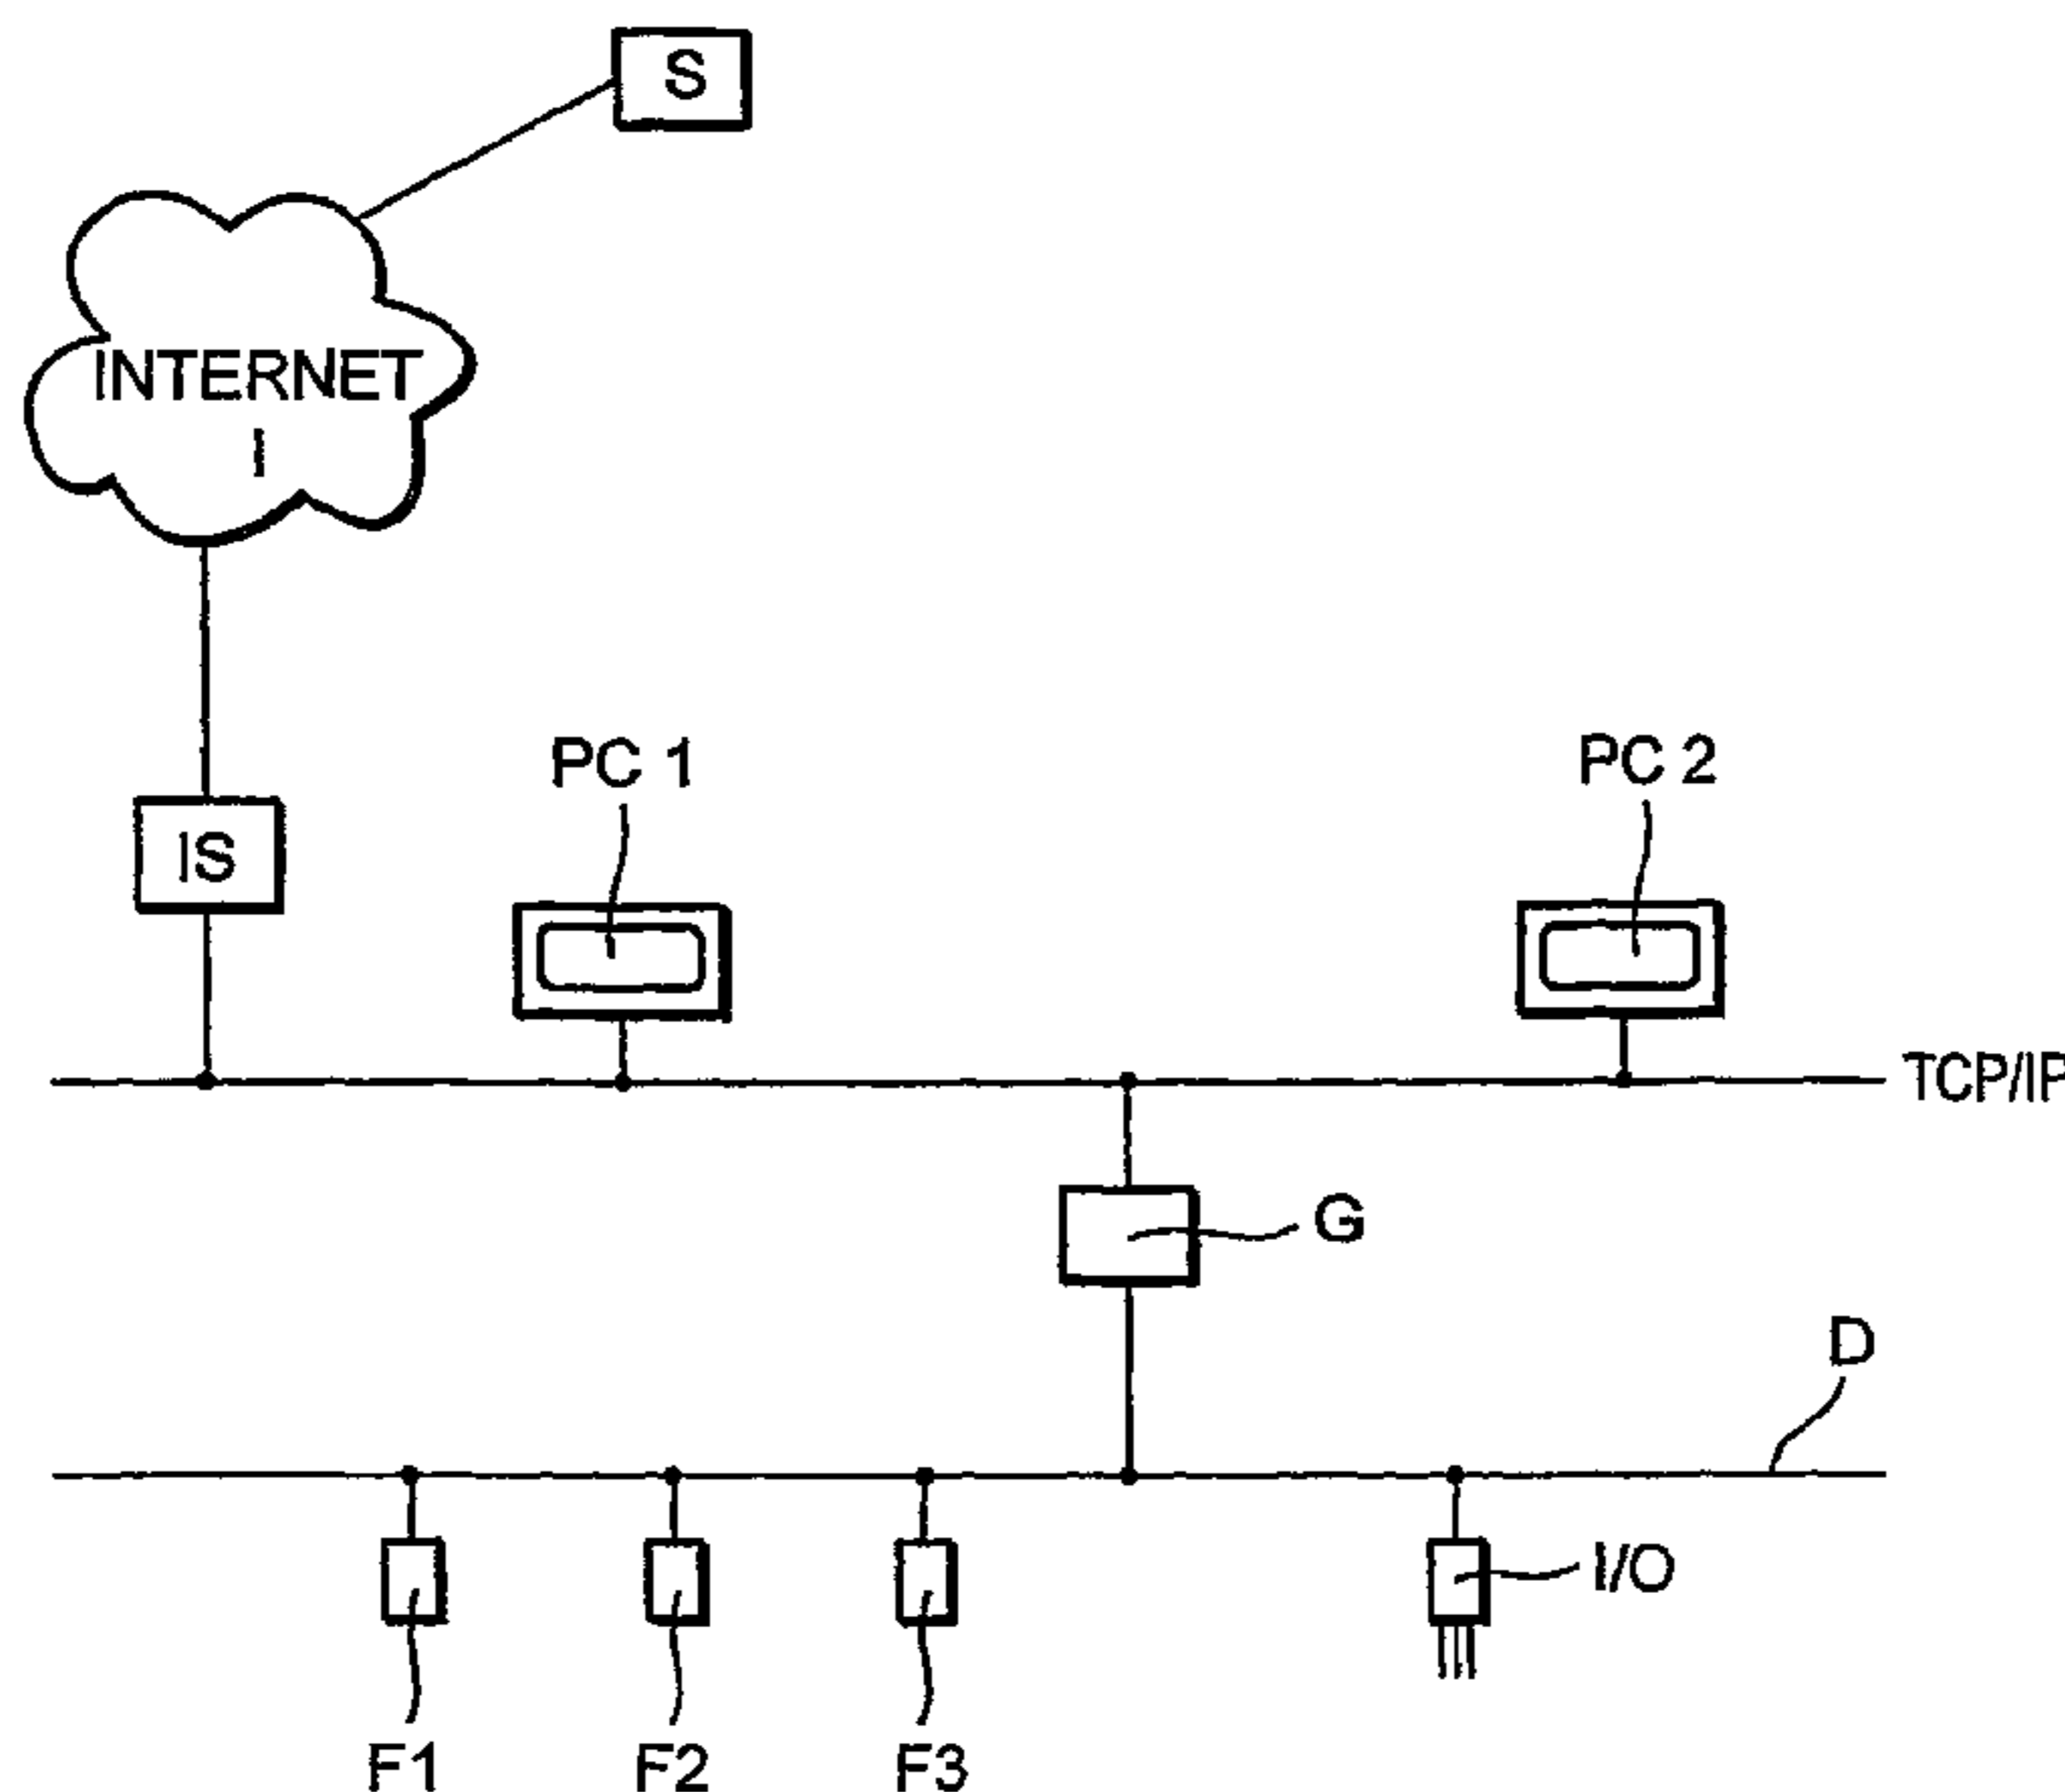 S
INTERNET
I
PC 1
PC 2
IS
TCP/IP
G
D
I/O
F1
F2
F3